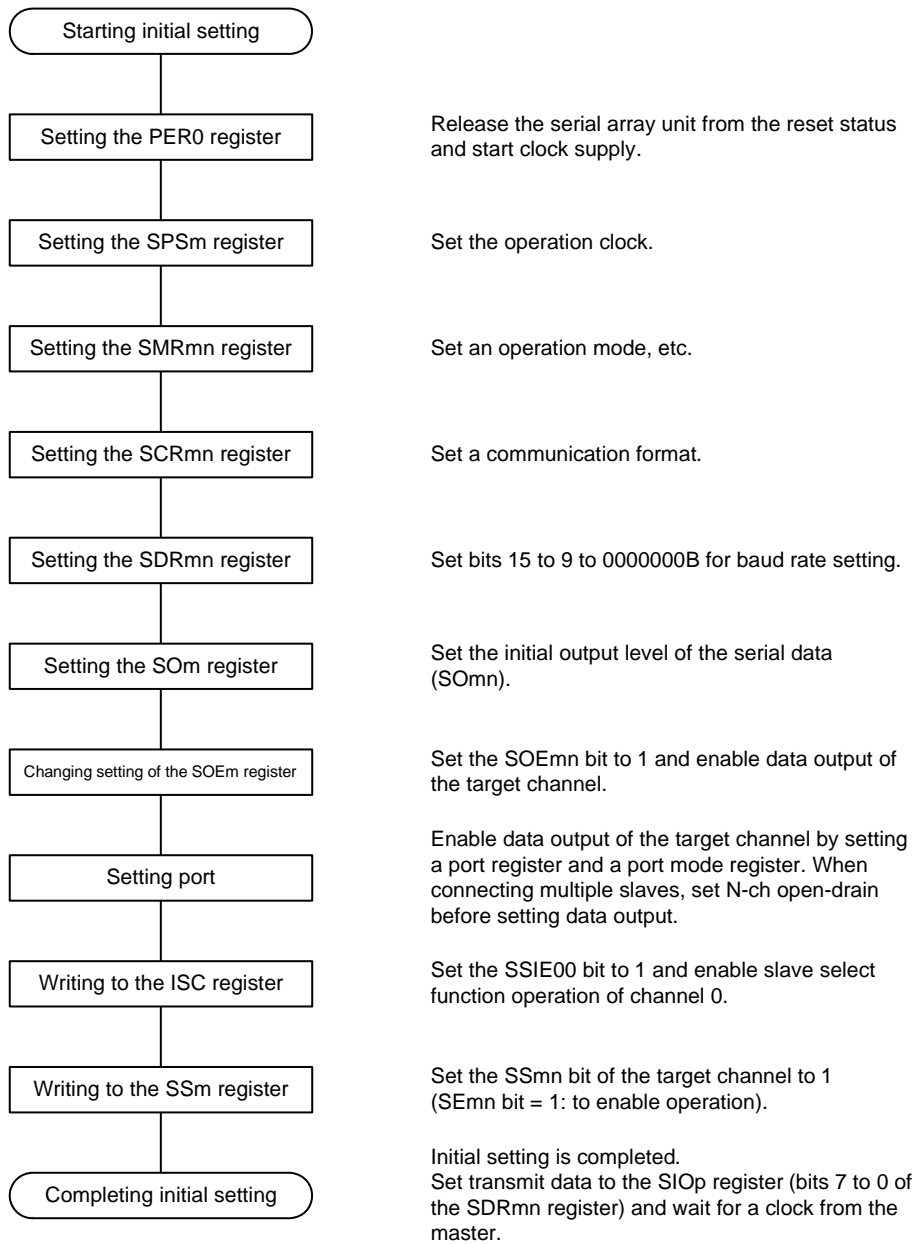 Starting initial setting
Setting the PER0 register
Release the serial array unit from the reset status
and start clock supply.
Setting the SPSm register
Set the operation clock.
Setting the SMRmn register
Set an operation mode, etc.
Setting the SCRmn register
Set a communication format.
Setting the SDRmn register
Set bits 15 to 9 to 0000000B for baud rate setting.
Setting the SOm register
Set the initial output level of the serial data
(SOmn).
Changing setting of the SOEm register
Set the SOEmn bit to 1 and enable data output of
the target channel.
Setting port
Enable data output of the target channel by setting
a port register and a port mode register. When
connecting multiple slaves, set N-ch open-drain
before setting data output.
Writing to the ISC register
Set the SSIE00 bit to 1 and enable slave select
function operation of channel 0.
Writing to the SSm register
Set the SSmn bit of the target channel to 1
(SEmn bit = 1: to enable operation).
Completing initial setting
Initial setting is completed.
Set transmit data to the SIOp register (bits 7 to 0 of
the SDRmn register) and wait for a clock from the
master.